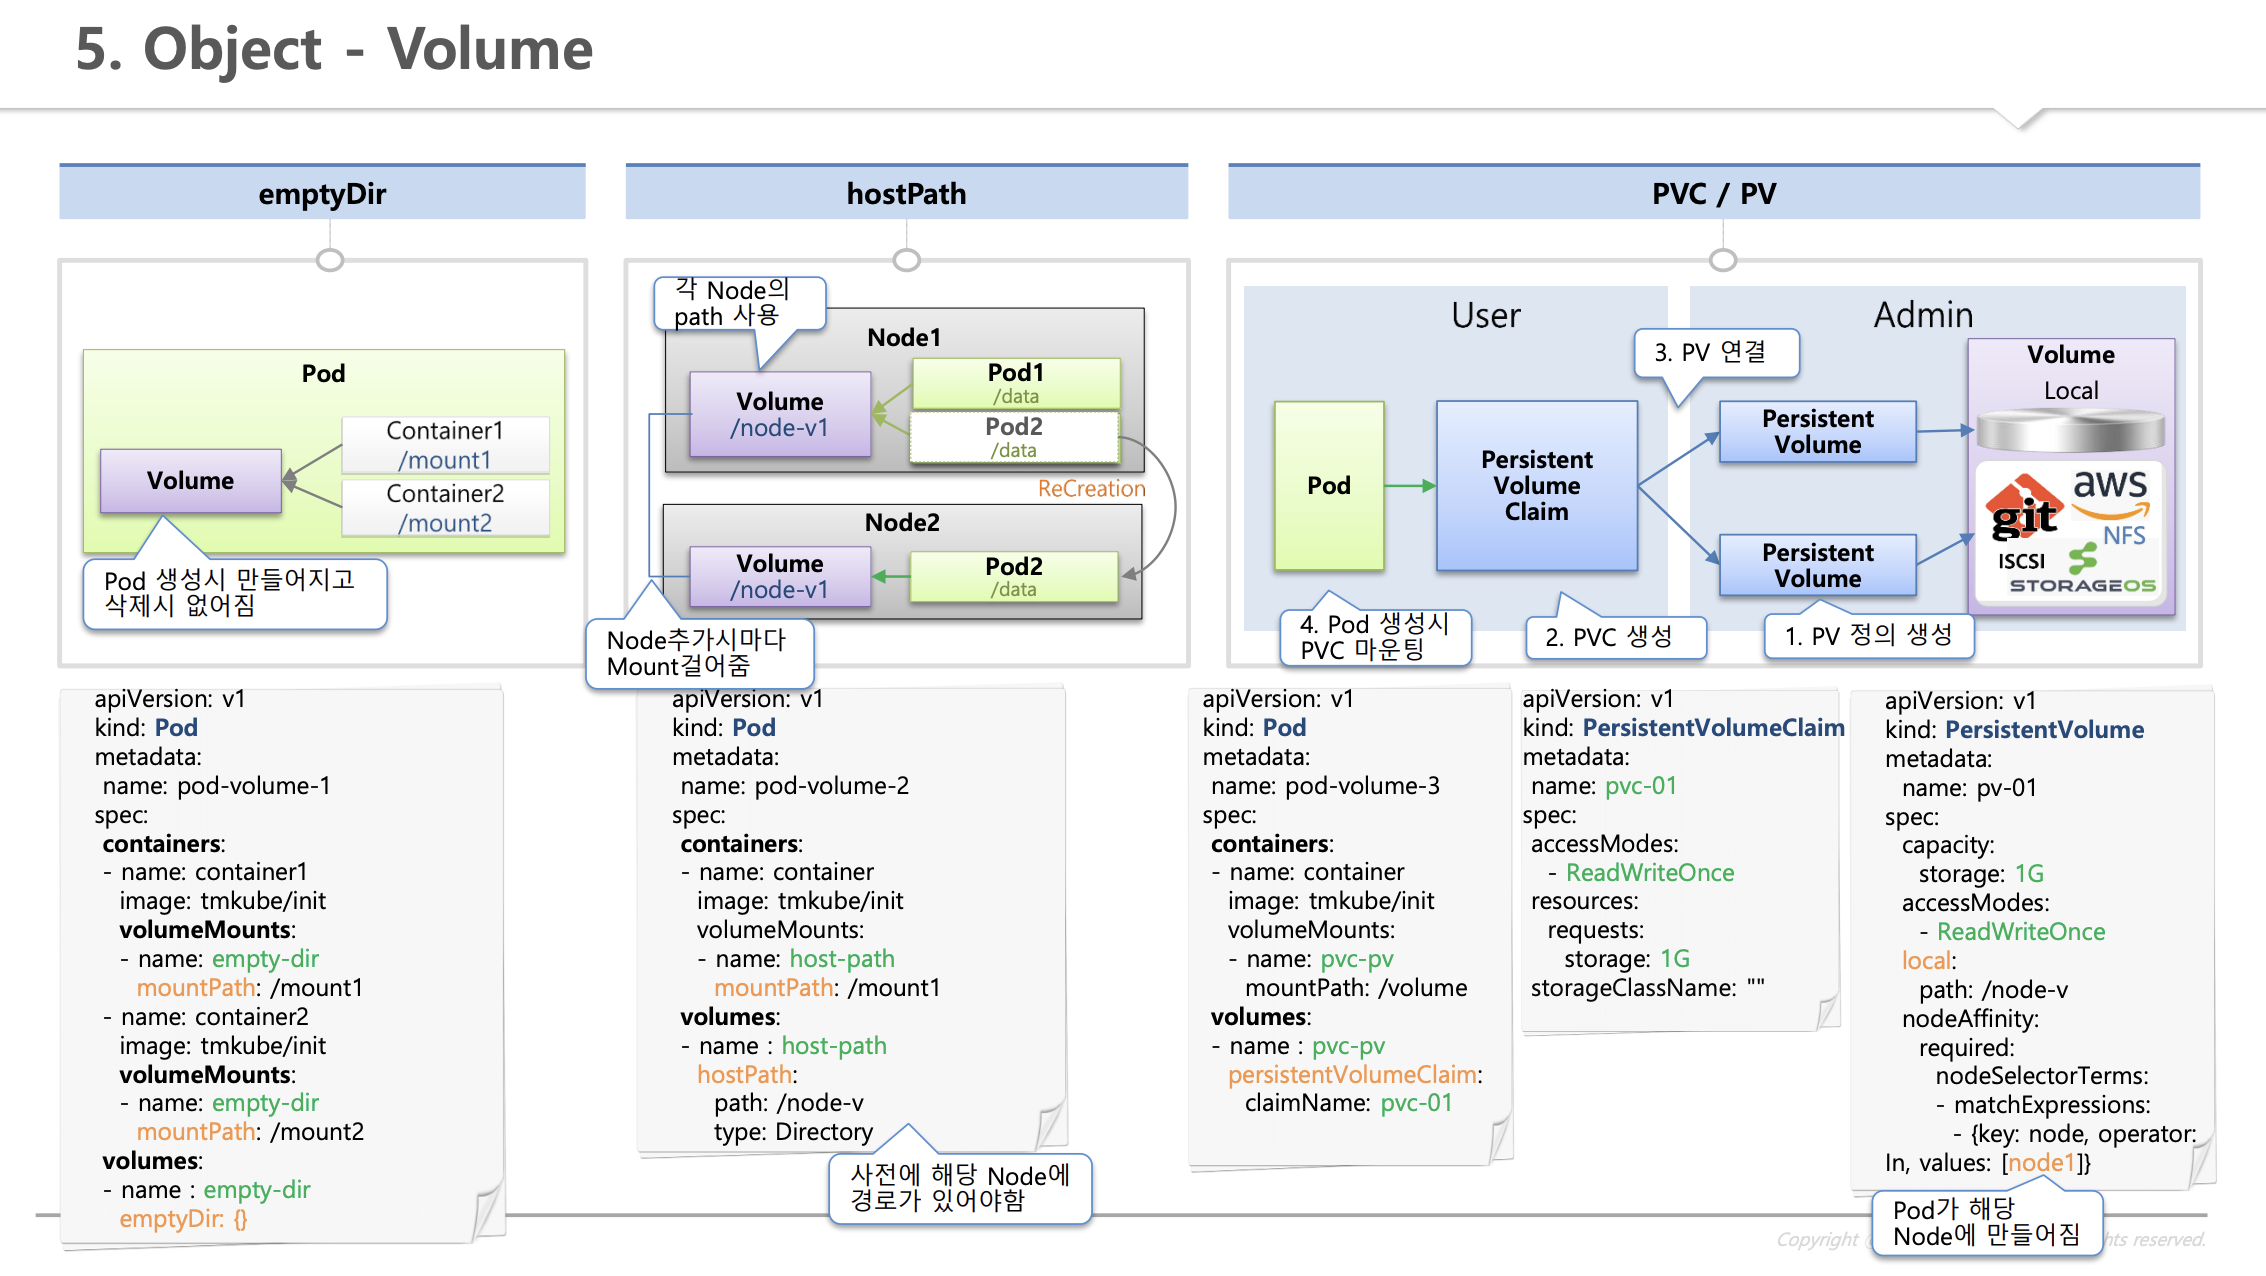 5. Object - Volume
emptyDir
Pod
Container1
/mount1
Volume
Container2
/mount2
Pod 생성시 만들어지고
삭제시 없어짐
hostPath
각 Node의
path 사용
Node1
Volume
/node-v1
Pod1
/data
Pod2
/data
ReCreation
Node2
Volume
/node-v1
Pod2
/data
Node추가시마다
Mount걸어줌
PVC / PV
User
Admin
3. PV 연결
Pod
Persistent
Volume
Claim
Persistent
Volume
Persistent
Volume
Volume
Local
git
aws
NFS
ISCSI
STORAGEOS
4. Pod 생성시
PVC 마운팅
2. PVC 생성
1. PV 정의 생성
apiVersion: v1
kind: Pod
metadata:
name: pod-volume-1
spec:
containers:
- name: container1
image: tmkube/init
volumeMounts:
- name: empty-dir
mountPath: /mount1
- name: container2
image: tmkube/init
volumeMounts:
- name: empty-dir
mountPath: /mount2
volumes:
- name : empty-dir
emptyDir: {}
apiVersion: v1
kind: Pod
metadata:
name: pod-volume-2
spec:
containers:
- name: container
image: tmkube/init
volumeMounts:
- name: host-path
mountPath: /mount1
volumes:
- name : host-path
hostPath:
path: /node-v
type: Directory
사전에 해당 Node에
경로가 있어야함
apiVersion: v1
kind: Pod
metadata:
name: pod-volume-3
spec:
containers:
- name: container
image: tmkube/init
volumeMounts:
- name: pvc-pv
mountPath: /volume
volumes:
- name : pvc-pv
persistentVolumeClaim:
claimName: pvc-01
apiVersion: v1
kind: PersistentVolumeClaim
metadata:
name: pvc-01
spec:
accessModes:
- ReadWriteOnce
resources:
requests:
storage: 1G
storageClassName: ""
apiVersion: v1
kind: PersistentVolume
metadata:
name: pv-01
spec:
capacity:
storage: 1G
accessModes:
- ReadWriteOnce
local:
path: /node-v
nodeAffinity:
required:
nodeSelectorTerms:
- matchExpressions:
- {key: node, operator:
In, values: [node1]}
Pod가 해당
Node에 만들어짐
Copyright reserved.